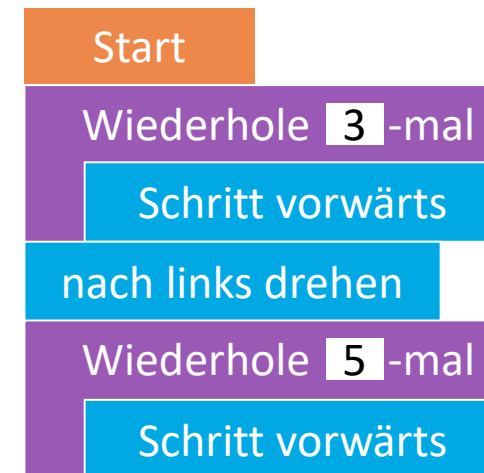 Start
Wiederhole 3 -mal
Schritt vorwärts
nach links drehen
Wiederhole 5 -mal
Schritt vorwärts